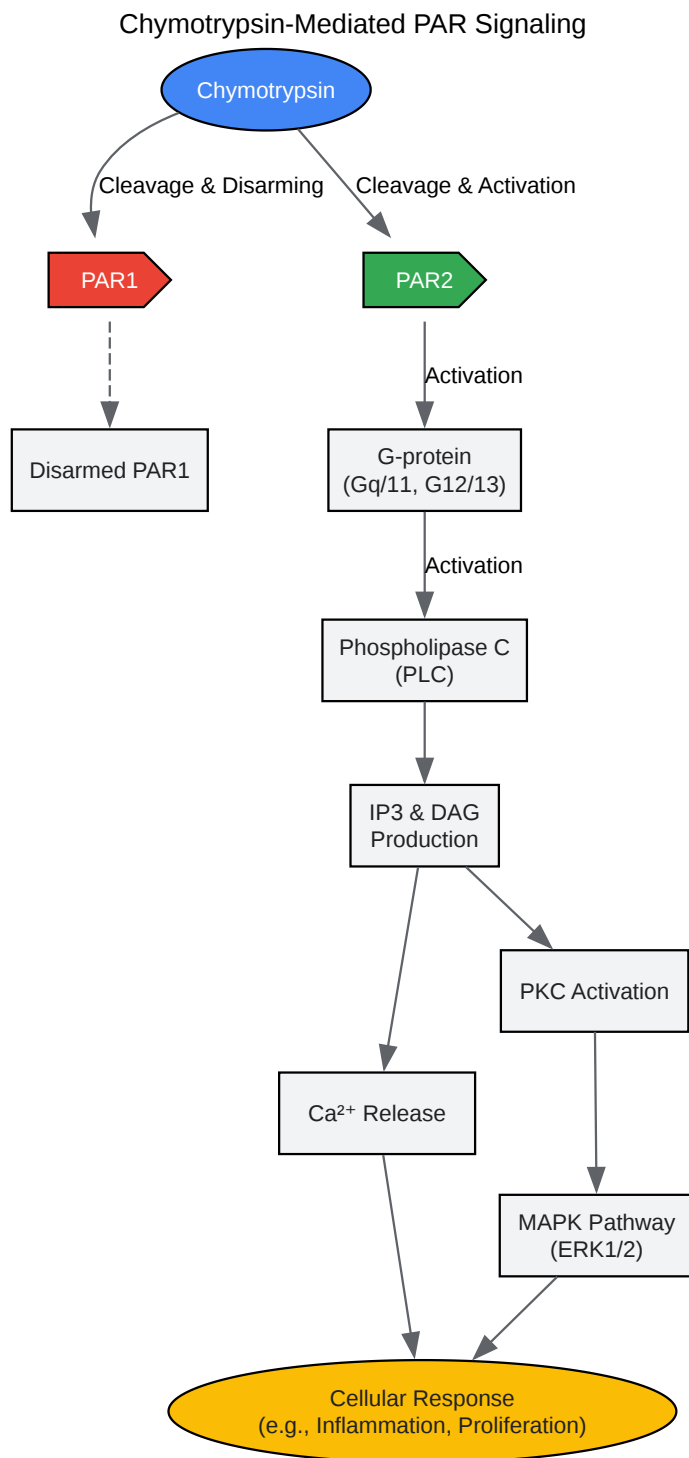 Chymotrypsin-Mediated PAR Signaling
Chymotrypsin
Cleavage & Disarming
Cleavage & Activation
PAR1
PAR2
Activation
Disarmed PAR1
G-protein
(Gq/11, G12/13)
Activation
Phospholipase C
(PLC)
IP3 & DAG
Production
PKC Activation
Ca²⁺ Release
MAPK Pathway
(ERK1/2)
Cellular Response
(e.g., Inflammation, Proliferation)